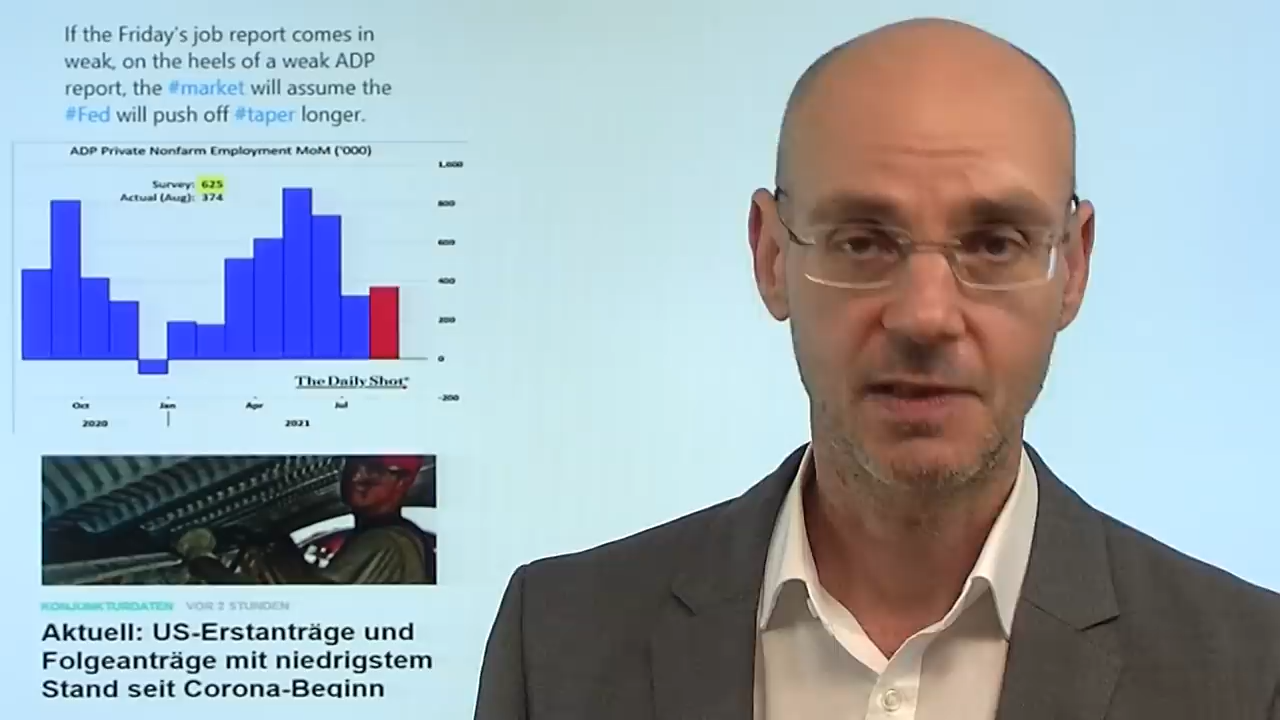 If the Friday's job report comes in
weak, on the heels of a weak ADP
report, the #market will assume the
#Fed will push off #taper longer.
ADP Private Nonfarm Employment MoM ('000)
1,000
Survey: 625
Actual (Aug): 374
800
600
400
200
0
The Daily Shot
-200
Oct
Jan
Apr
Jul
2020
2021
KONJUNKTURDATEN VOR 2 STUNDEN
Aktuell: US-Erstanträge und
Folgeanträge mit niedrigstem
Stand seit Corona-Beginn